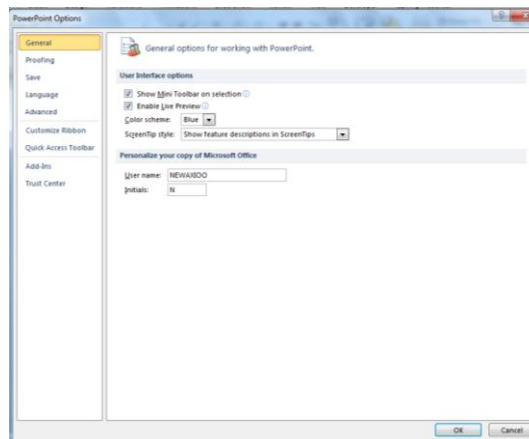 PowerPoint Options
General
Proofing
Save
Language
Advanced
Customize Ribbon
Quick Access Toolbar
Add-Ins
Trust Center
General options for working with PowerPoint.
User Interface options
Show Mini Toolbar on selection
Enable Live Preview
Color scheme: Blue
ScreenTip style: Show feature descriptions in ScreenTips
Personalize your copy of Microsoft Office
User name: NEWAXIOO
Initials: N
OK Cancel